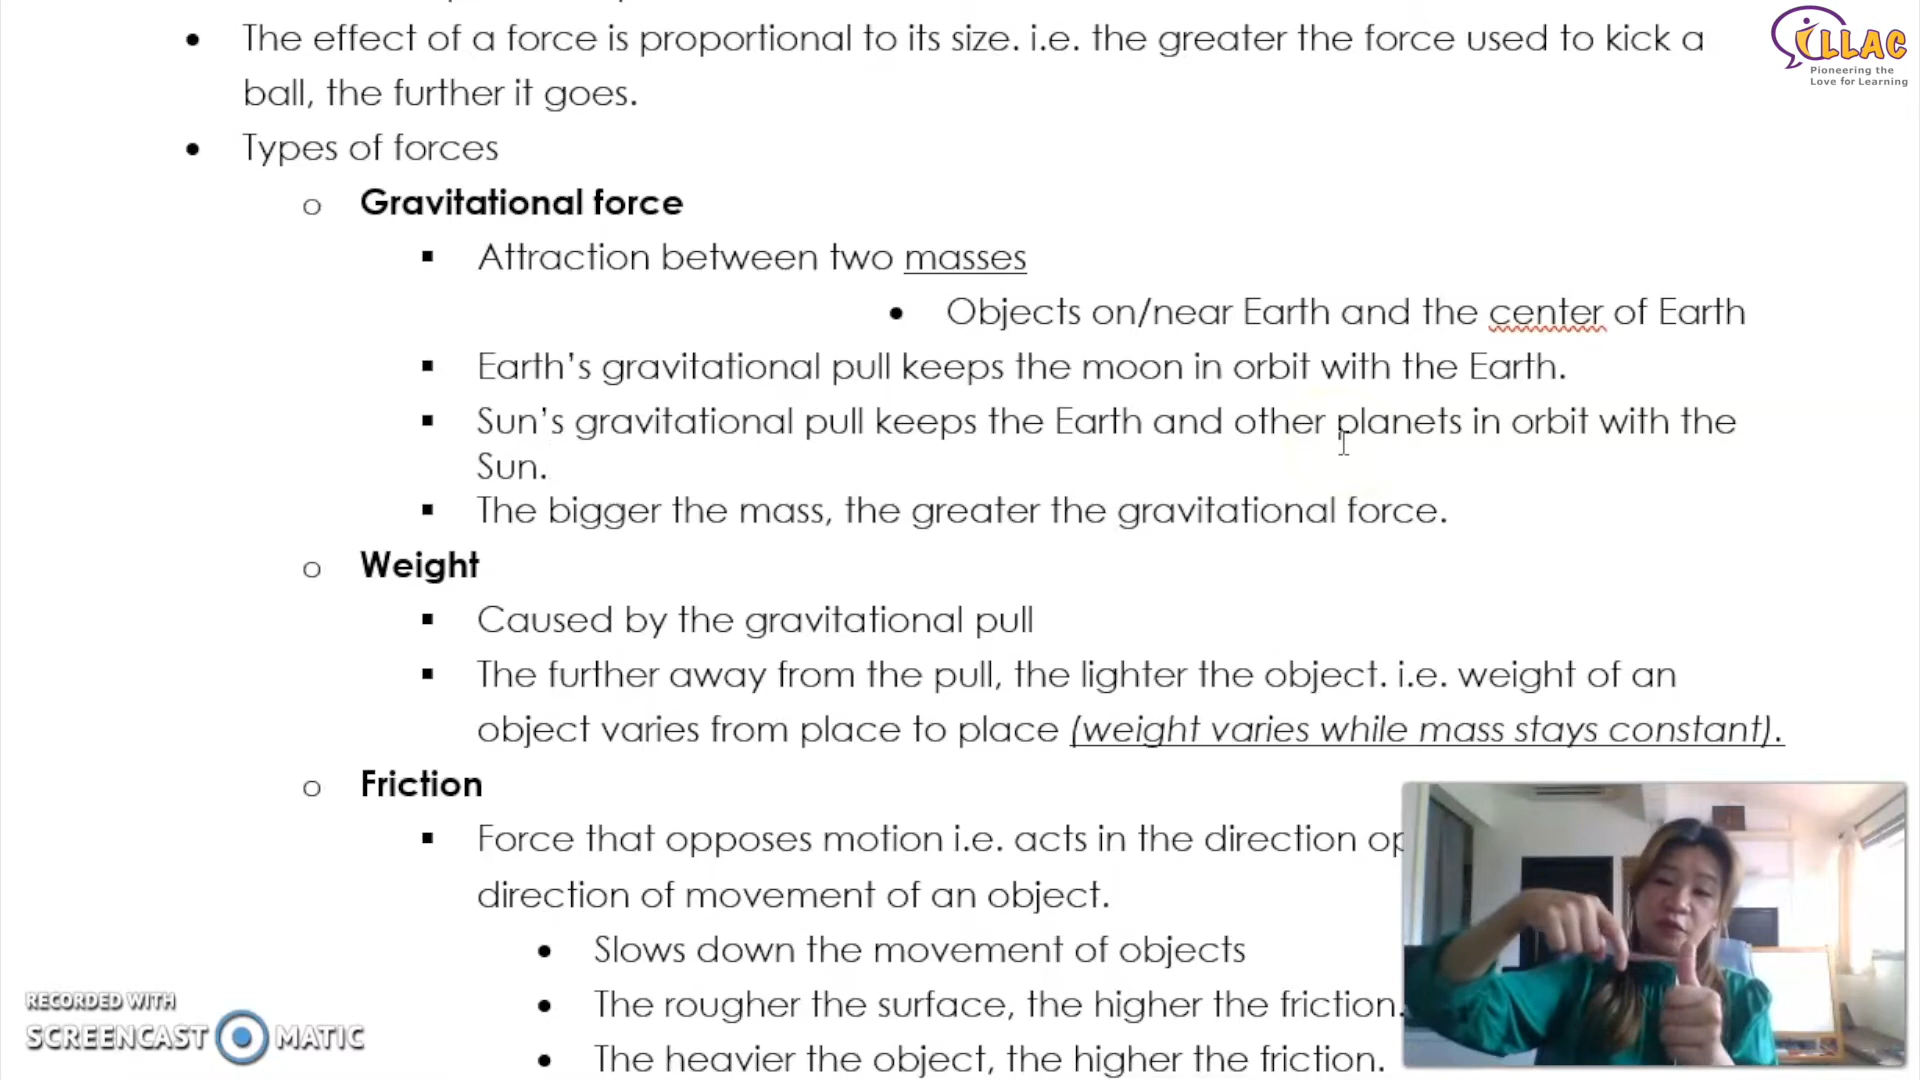 The effect of a force is proportional to its size. i.e. the greater the force used to kick a
ball, the further it goes.
Types of forces
Gravitational force
Attraction between two masses
Objects on/near Earth and the center of Earth
Earth's gravitational pull keeps the moon in orbit with the Earth.
Sun's gravitational pull keeps the Earth and other planets in orbit with the
Sun.
The bigger the mass, the greater the gravitational force.
Weight
Caused by the gravitational pull
The further away from the pull, the lighter the object. i.e. weight of an
object varies from place to place (weight varies while mass stays constant).
Friction
Force that opposes motion i.e. acts in the direction op
direction of movement of an object.
Slows down the movement of objects
The rougher the surface, the higher the friction.
The heavier the object, the higher the friction.
iLLAC
Pioneering the
Love for Learning
RECORDED WITH
SCREENCAST MATIC